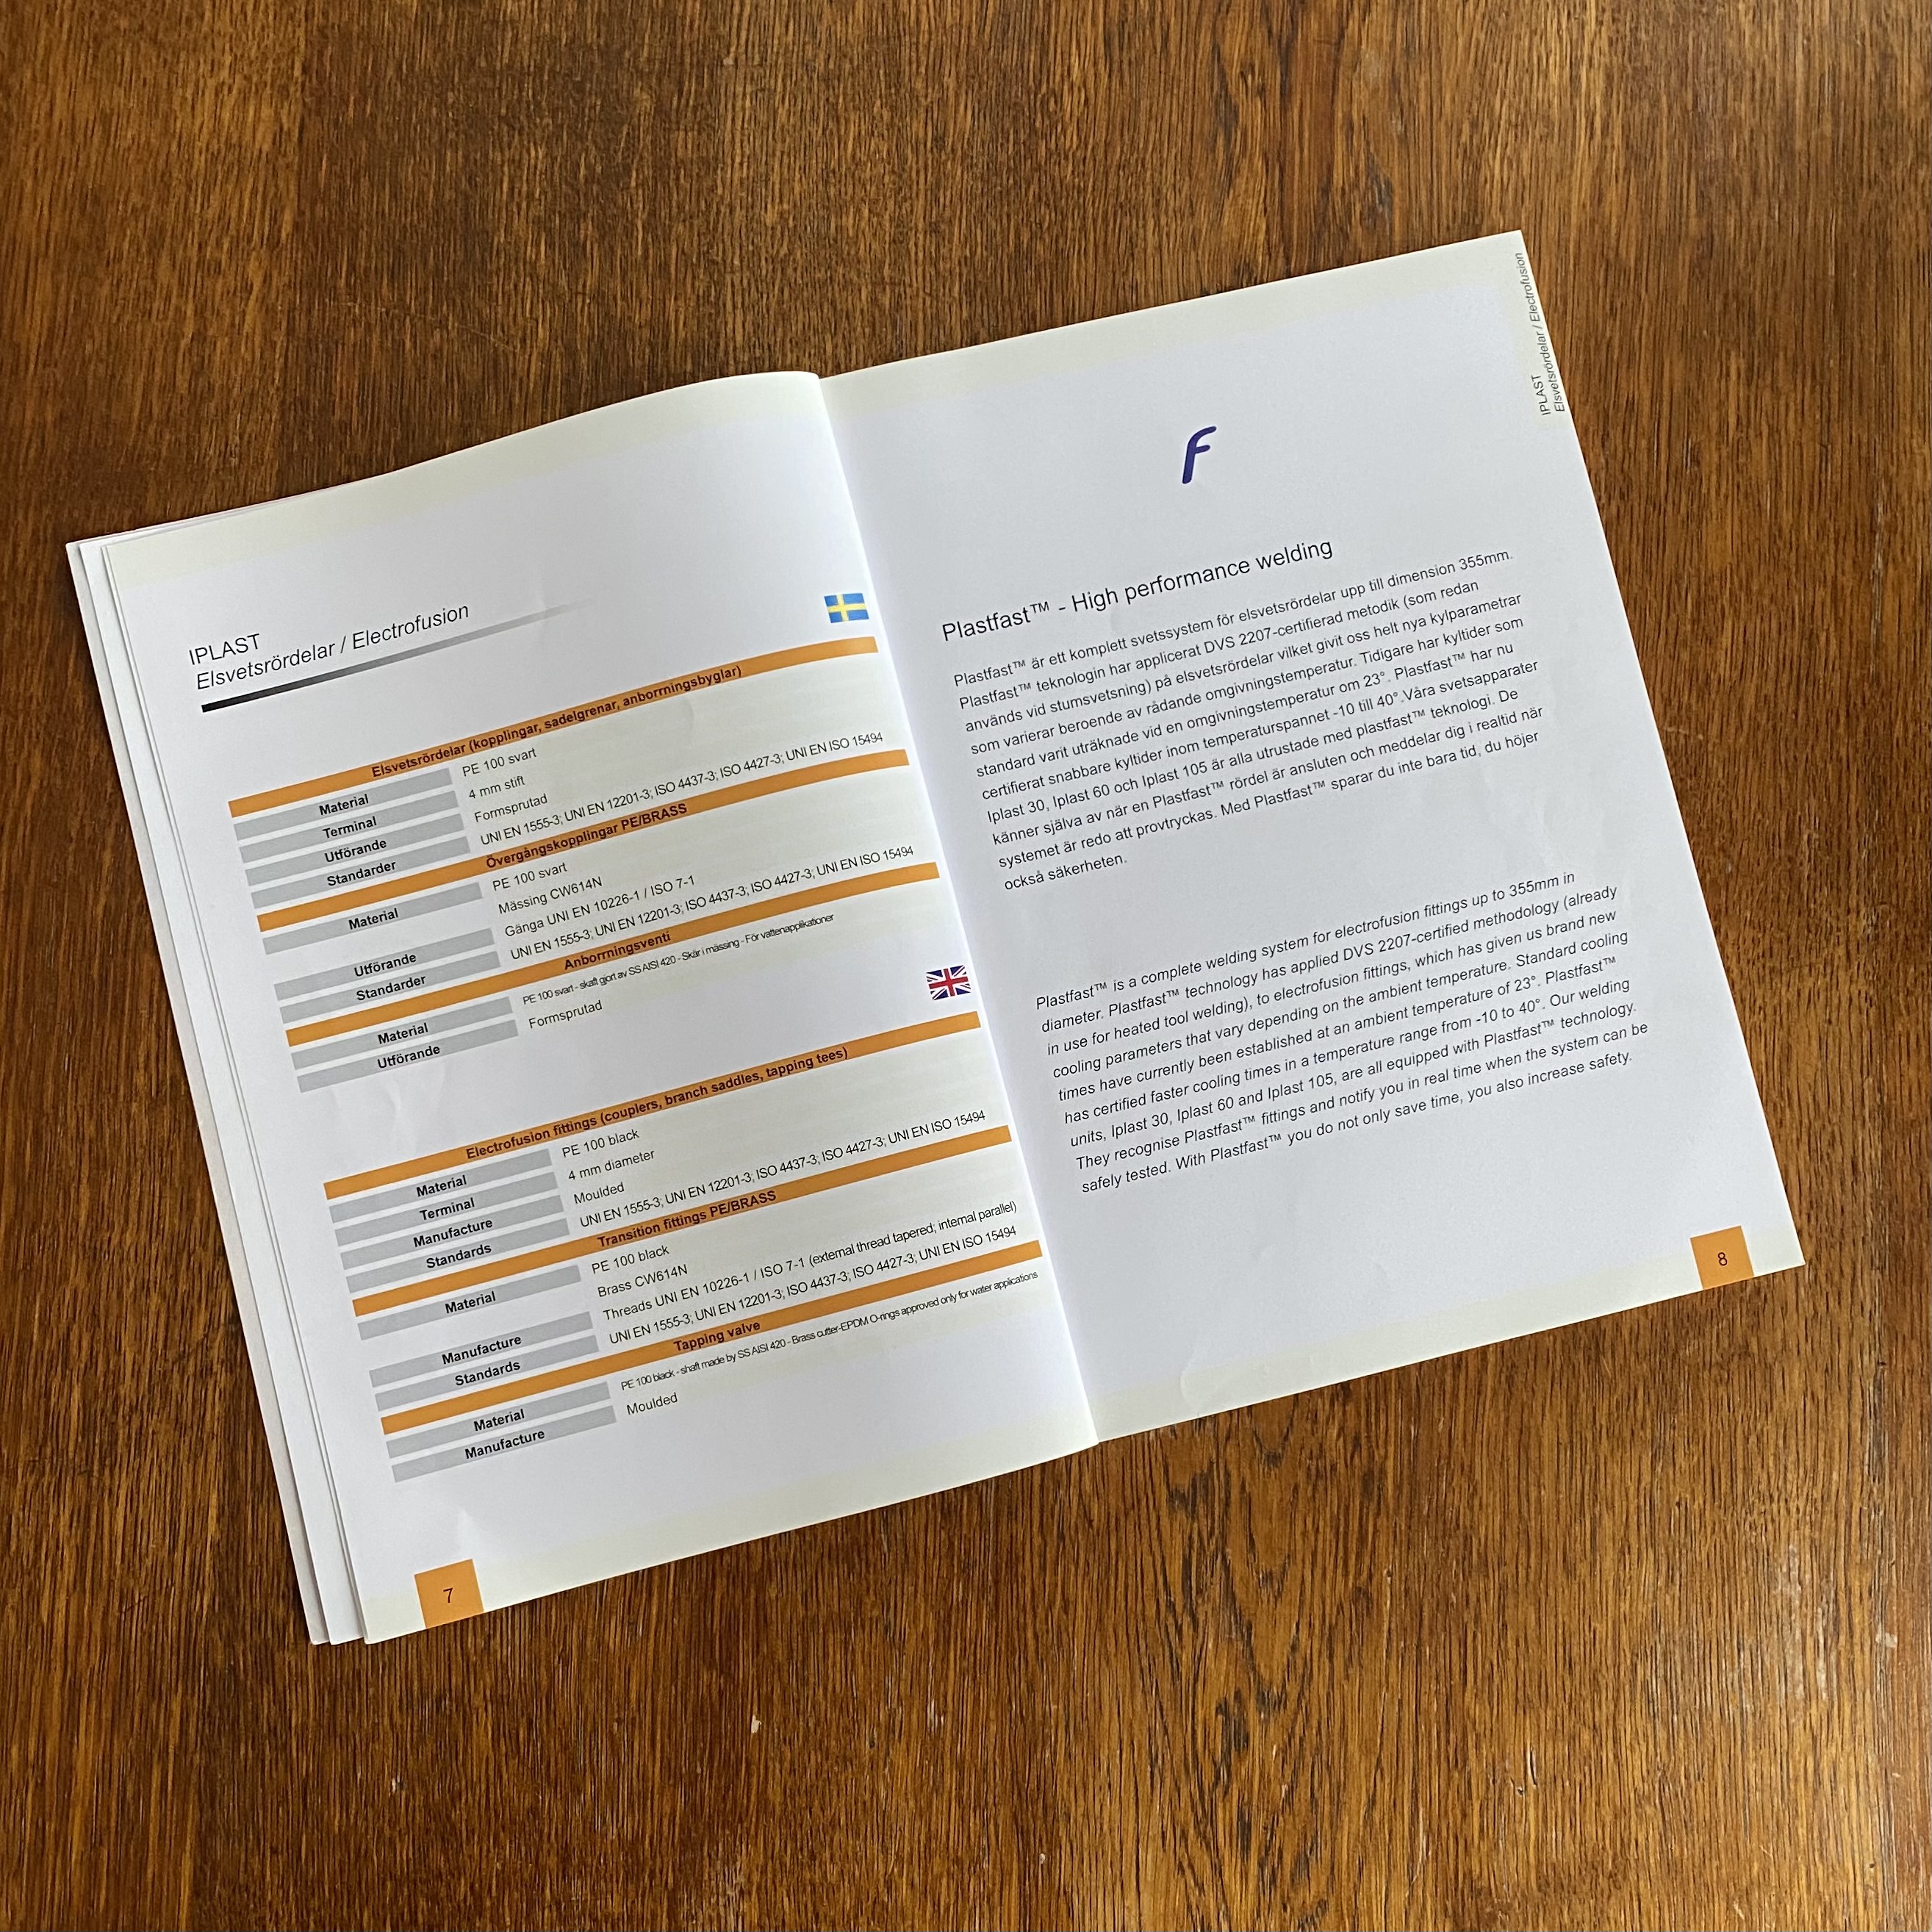 IPLAST
Elsvetsrördelar / Electrofusion
Elsvetsrördelar (kopplingar, sadelgrenar, anborrningsbyglar)
Material PE 100 svart
Terminal 4 mm stift
Utförande Formsprutad
Standarder UNI EN 1555-3; UNI EN 12201-3; ISO 4437-3; ISO 4427-3; UNI EN ISO 15494
Övergångskopplingar PE/BRASS
Material PE 100 svart
Mässing CW614N
Utförande Gänga UNI EN 10226-1 / ISO 7-1
Standarder UNI EN 1555-3; UNI EN 12201-3; ISO 4437-3; ISO 4427-3; UNI EN ISO 15494
Anborrningsventi
Material PE 100 svart - skaft gjort av SS AISI 420 - Skär i mässing - För vattenapplikationer
Utförande Formsprutad
Electrofusion fittings (couplers, branch saddles, tapping tees)
Material PE 100 black
Terminal 4 mm diameter
Manufacture Moulded
Standards UNI EN 1555-3; UNI EN 12201-3; ISO 4437-3; ISO 4427-3; UNI EN ISO 15494
Transition fittings PE/BRASS
Material PE 100 black
Brass CW614N
Manufacture Threads UNI EN 10226-1 / ISO 7-1 (external thread tapered; internal parallel)
Standards UNI EN 1555-3; UNI EN 12201-3; ISO 4437-3; ISO 4427-3; UNI EN ISO 15494
Tapping valve
Material PE 100 black - shaft made by SS AISI 420 - Brass cutter-EPDM O-rings approved only for water applications
Manufacture Moulded
7
IPLAST
Elsvetsrördelar / Electrofusion
f
Plastfast™ - High performance welding
Plastfast™ är ett komplett svetssystem för elsvetsrördelar upp till dimension 355mm.
Plastfast™ teknologin har applicerat DVS 2207-certifierad metodik (som redan
används vid stumsvetsning) på elsvetsrördelar vilket givit oss helt nya kylparametrar
som varierar beroende av rådande omgivningstemperatur. Tidigare har kyltider som
standard varit uträknade vid en omgivningstemperatur om 23°. Plastfast™ har nu
certifierat snabbare kyltider inom temperaturspannet -10 till 40°.Våra svetsapparater
Iplast 30, Iplast 60 och Iplast 105 är alla utrustade med plastfast™ teknologi. De
känner själva av när en Plastfast™ rördel är ansluten och meddelar dig i realtid när
systemet är redo att provtryckas. Med Plastfast™ sparar du inte bara tid, du höjer
också säkerheten.
Plastfast™ is a complete welding system for electrofusion fittings up to 355mm in
diameter. Plastfast™ technology has applied DVS 2207-certified methodology (already
in use for heated tool welding), to electrofusion fittings, which has given us brand new
cooling parameters that vary depending on the ambient temperature. Standard cooling
times have currently been established at an ambient temperature of 23°. Plastfast™
has certified faster cooling times in a temperature range from -10 to 40°. Our welding
units, Iplast 30, Iplast 60 and Iplast 105, are all equipped with Plastfast™ technology.
They recognise Plastfast™ fittings and notify you in real time when the system can be
safely tested. With Plastfast™ you do not only save time, you also increase safety.
8